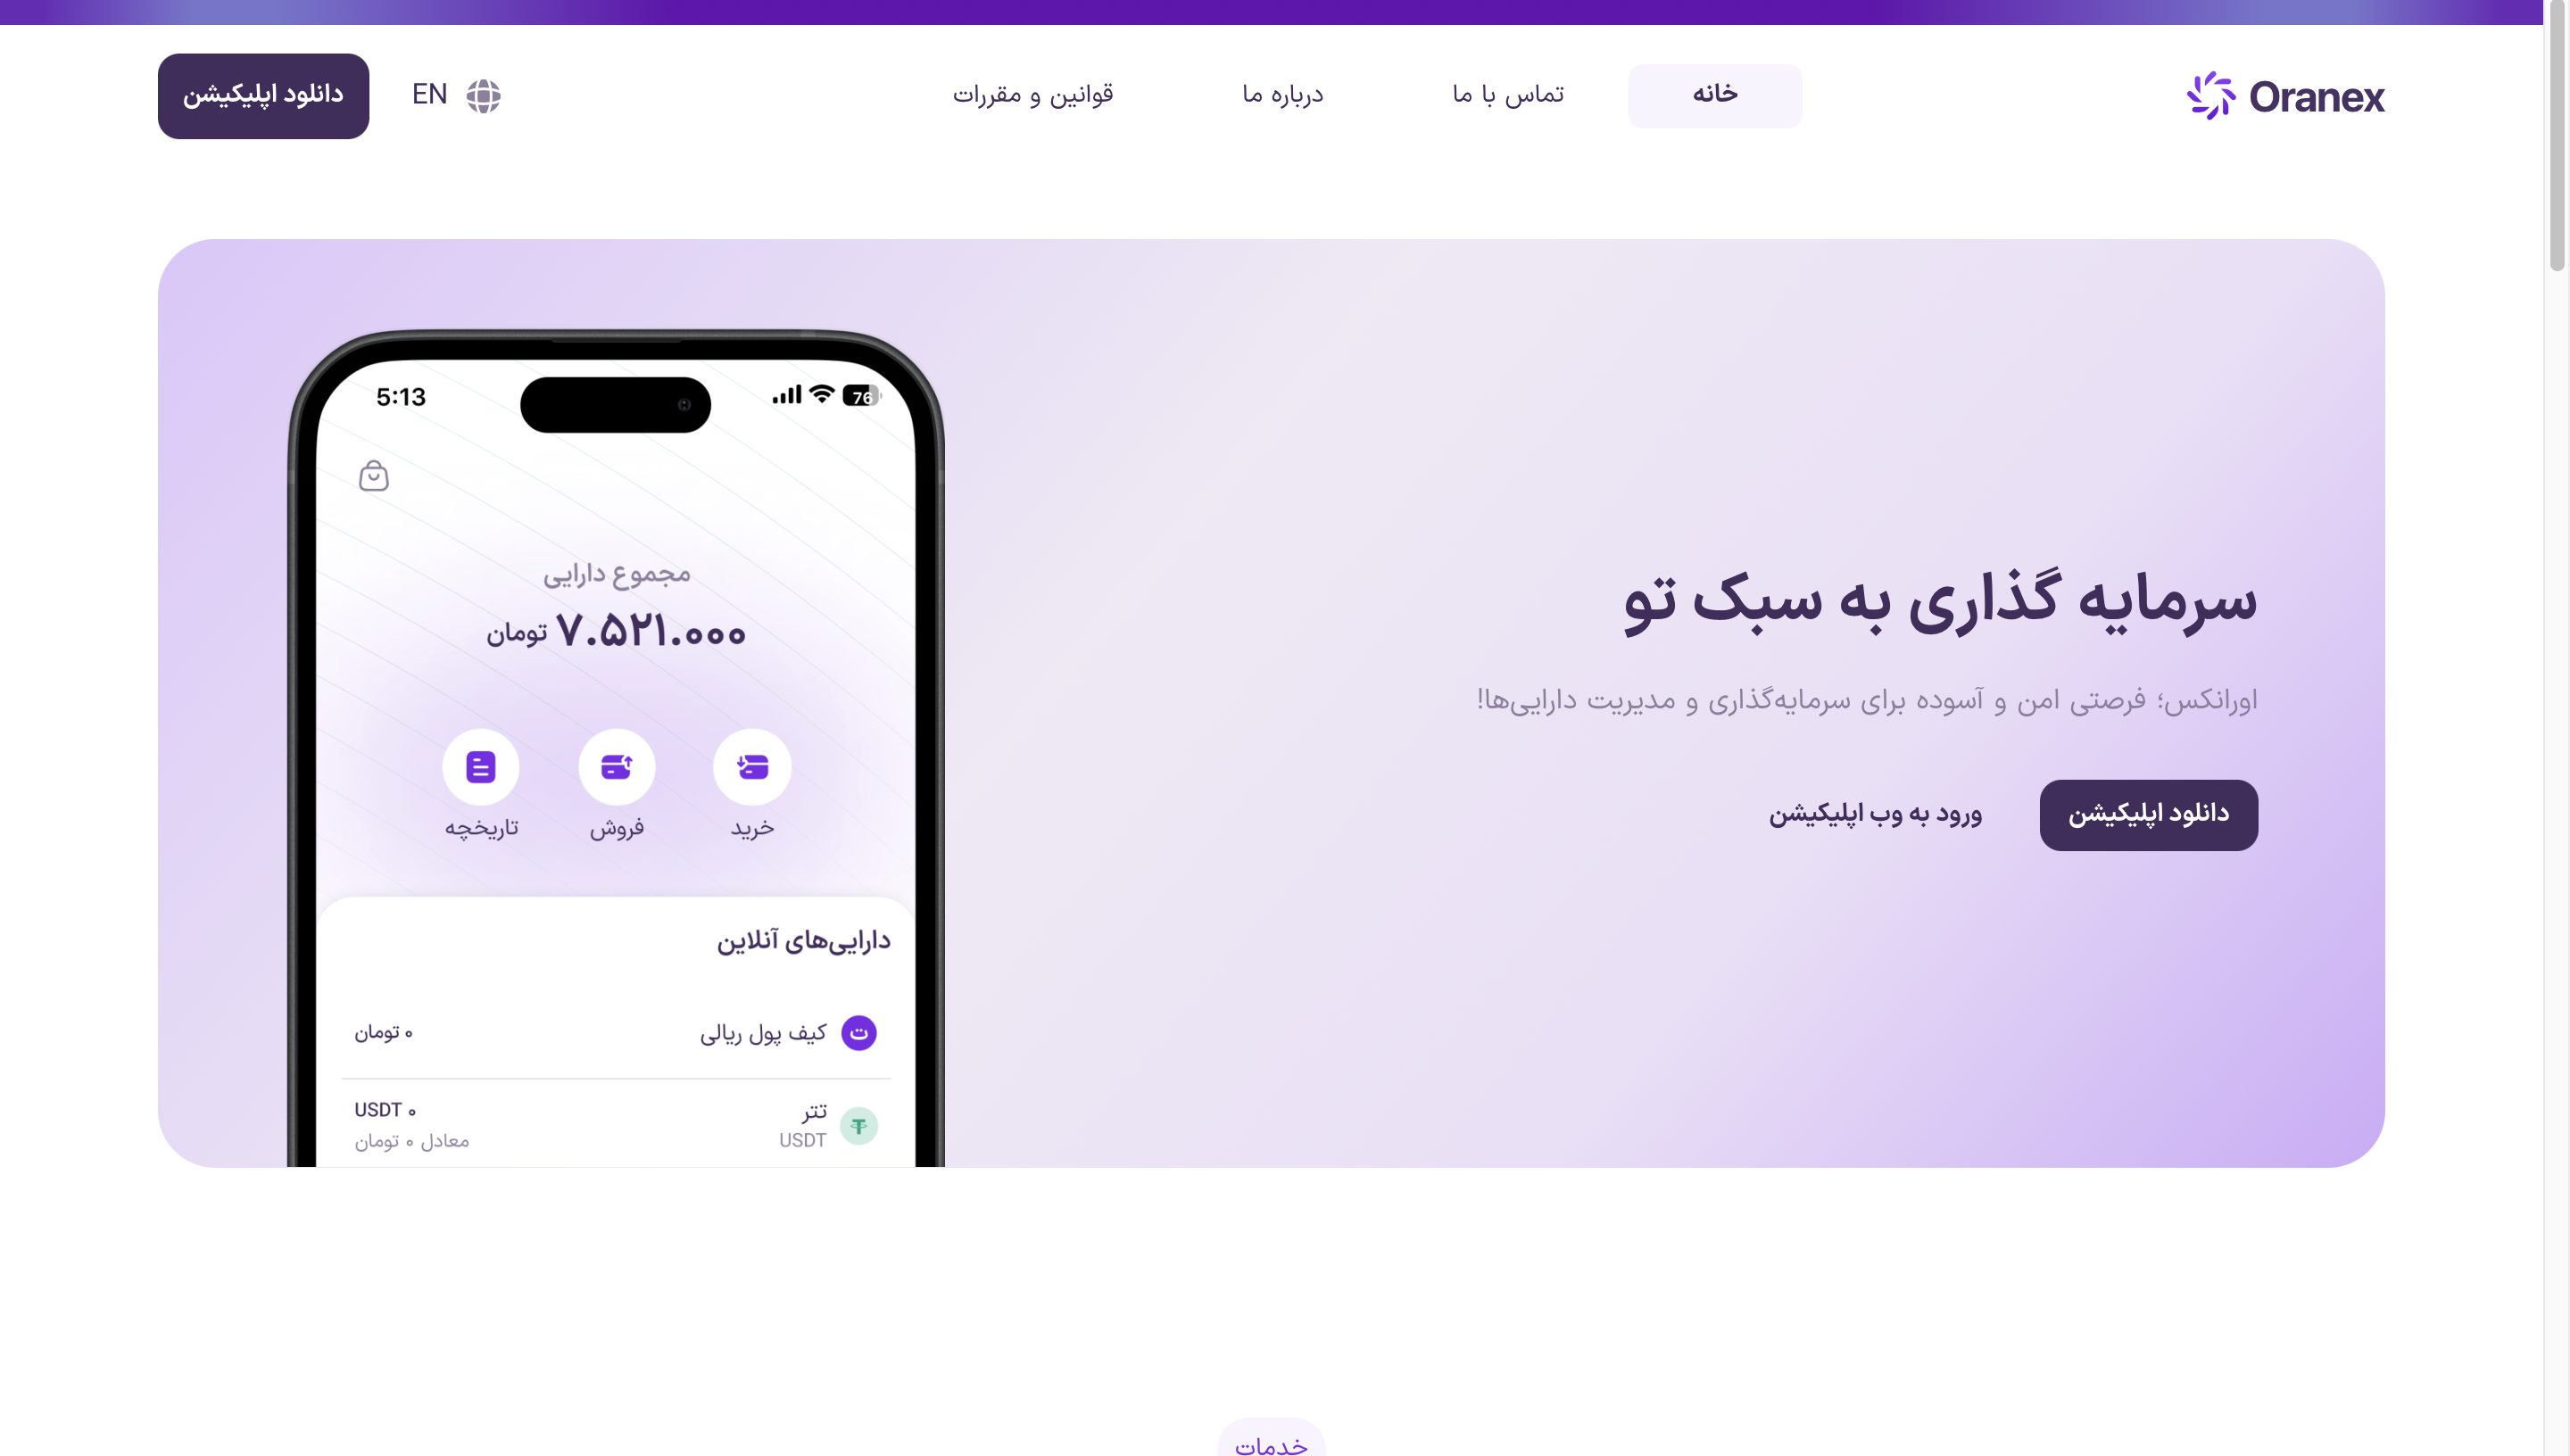 Oranex
خانه
تماس با ما
درباره ما
قوانین و مقررات
EN
دانلود اپلیکیشن
سرمایه گذاری به سبک تو
اورانکس؛ فرصتی امن و آسوده برای سرمایه‌گذاری و مدیریت دارایی‌ها!
دانلود اپلیکیشن
ورود به وب اپلیکیشن
5:13
76
مجموع دارایی
۷.۵۲۱.۰۰۰ تومان
خرید
فروش
تاریخچه
دارایی‌های آنلاین
ت
کیف پول ریالی
۰ تومان
تتر
USDT
۰ USDT
معادل ۰ تومان
خدمات